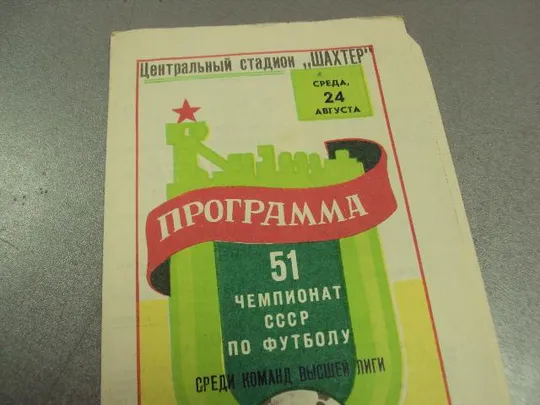 Центральный стадион „ШАХТЕР"
СРЕДА,
24
АВГУСТА
ПРОГРАММА
51
ЧЕМПИОНАТ
СССР
ПО ФУТБОЛУ
СРЕДИ КОМАНД ВЫСШЕЙ ЛИГИ